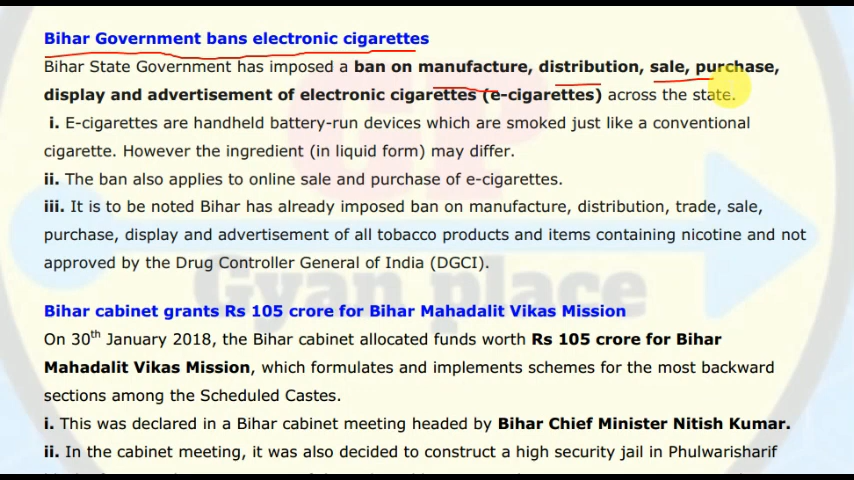 Bihar Government bans electronic cigarettes
Bihar State Government has imposed a ban on manufacture, distribution, sale, purchase,
display and advertisement of electronic cigarettes (e-cigarettes) across the state.
i. E-cigarettes are handheld battery-run devices which are smoked just like a conventional
cigarette. However the ingredient (in liquid form) may differ.
ii. The ban also applies to online sale and purchase of e-cigarettes.
iii. It is to be noted Bihar has already imposed ban on manufacture, distribution, trade, sale,
purchase, display and advertisement of all tobacco products and items containing nicotine and not
approved by the Drug Controller General of India (DGCI).
GP
Gyan place
Bihar cabinet grants Rs 105 crore for Bihar Mahadalit Vikas Mission
On 30th January 2018, the Bihar cabinet allocated funds worth Rs 105 crore for Bihar
Mahadalit Vikas Mission, which formulates and implements schemes for the most backward
sections among the Scheduled Castes.
i. This was declared in a Bihar cabinet meeting headed by Bihar Chief Minister Nitish Kumar.
ii. In the cabinet meeting, it was also decided to construct a high security jail in Phulwarisharif